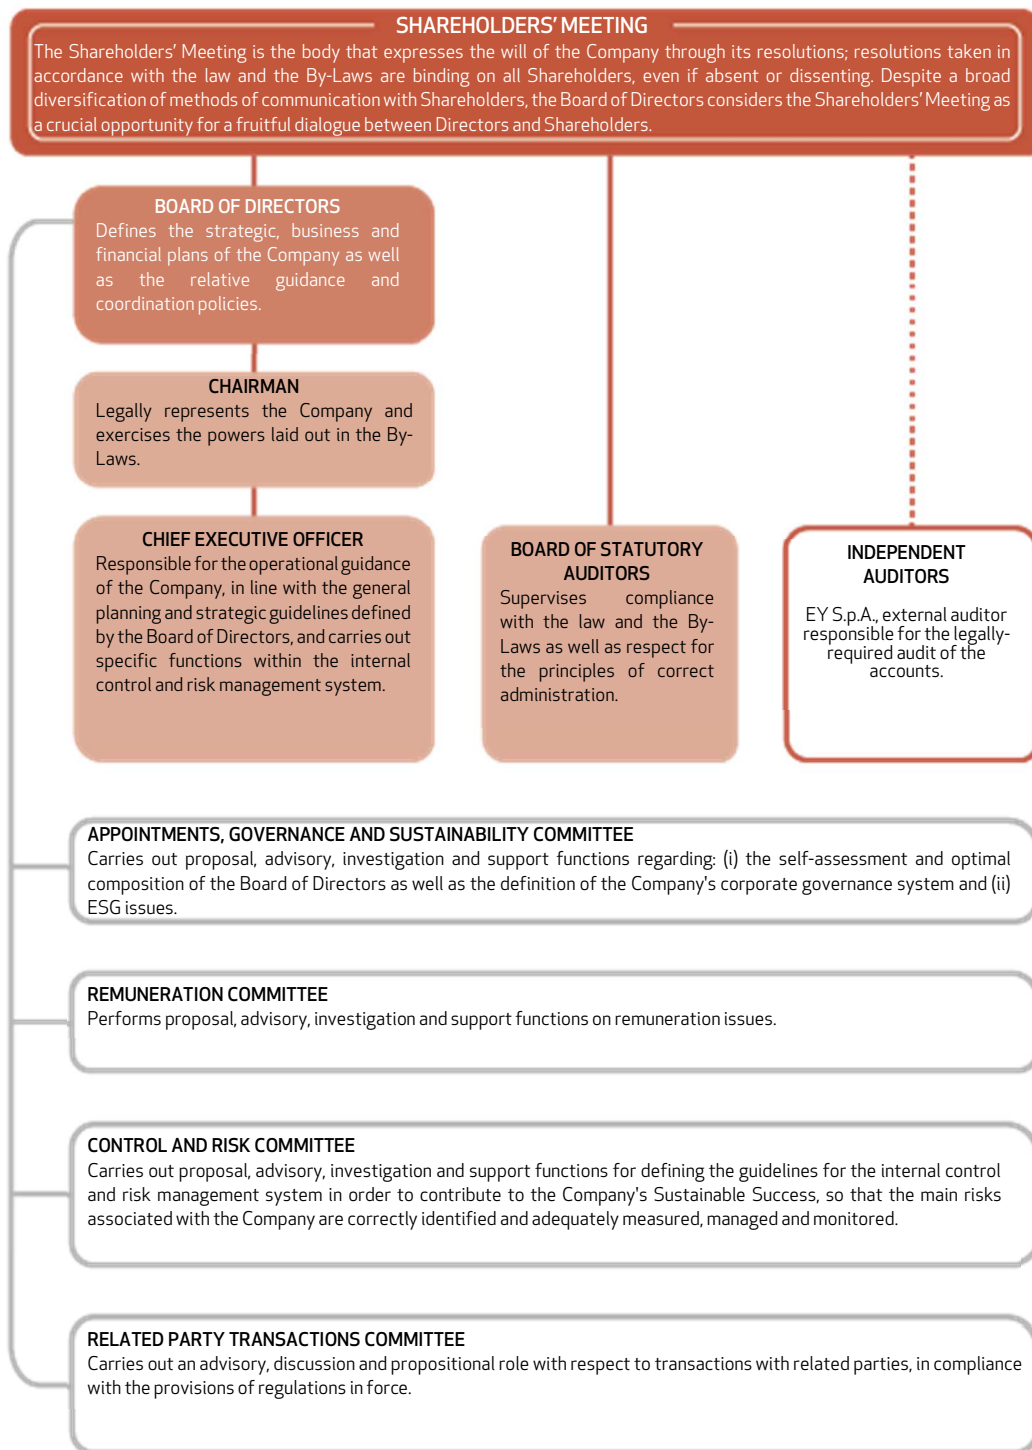 SHAREHOLDERS’ MEETING
The Shareholders’ Meeting is the body that expresses the will of the Company through its resolutions; resolutions taken in
accordance with the law and the By-Laws are binding on all Shareholders, even if absent or dissenting. Despite a broad
diversification of methods of communication with Shareholders, the Board of Directors considers the Shareholders’ Meeting as
a crucial opportunity for a fruitful dialogue between Directors and Shareholders.
BOARD OF DIRECTORS
Defines the strategic, business and
financial plans of the Company as well
as the relative guidance and
coordination policies.
CHAIRMAN
Legally represents the Company and
exercises the powers laid out in the By-
Laws.
CHIEF EXECUTIVE OFFICER
Responsible for the operational guidance
of the Company, in line with the general
planning and strategic guidelines defined
by the Board of Directors, and carries out
specific functions within the internal
control and risk management system.
BOARD OF STATUTORY
AUDITORS
Supervises compliance
with the law and the By-
Laws as well as respect for
the principles of correct
administration.
INDEPENDENT
AUDITORS
EY S.p.A., external auditor
responsible for the legally-
required audit of the
accounts.
APPOINTMENTS, GOVERNANCE AND SUSTAINABILITY COMMITTEE
Carries out proposal, advisory, investigation and support functions regarding: (i) the self-assessment and optimal
composition of the Board of Directors as well as the definition of the Company's corporate governance system and (ii)
ESG issues.
REMUNERATION COMMITTEE
Performs proposal, advisory, investigation and support functions on remuneration issues.
CONTROL AND RISK COMMITTEE
Carries out proposal, advisory, investigation and support functions for defining the guidelines for the internal control
and risk management system in order to contribute to the Company's Sustainable Success, so that the main risks
associated with the Company are correctly identified and adequately measured, managed and monitored.
RELATED PARTY TRANSACTIONS COMMITTEE
Carries out an advisory, discussion and propositional role with respect to transactions with related parties, in compliance
with the provisions of regulations in force.